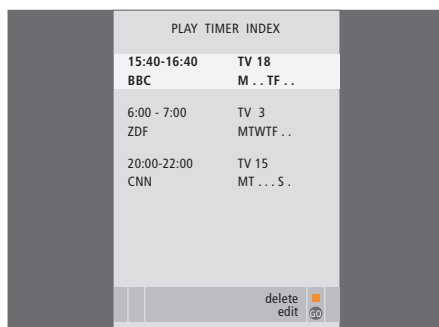 PLAY TIMER INDEX
15:40-16:40 TV 18
BBC M . . TF . .
6:00 - 7:00 TV 3
ZDF MTWTF . .
20:00-22:00 TV 15
CNN MT . . . S .
delete
edit GO